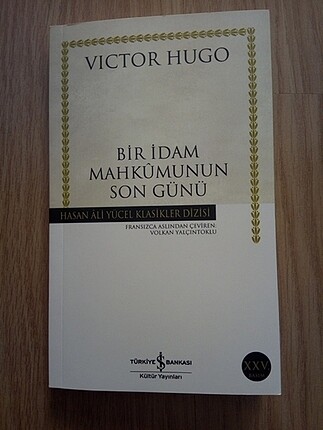 VICTOR HUGO
BİR İDAM
MAHKÛMUNUN
SON GÜNÜ
HASAN ÂLİ YÜCEL KLASİKLER DİZİSİ
FRANSIZCA ASLINDAN ÇEVİREN:
VOLKAN YALÇINTOKLU
TÜRKİYE İŞ BANKASI
Kültür Yayınları
XXV
BASIM